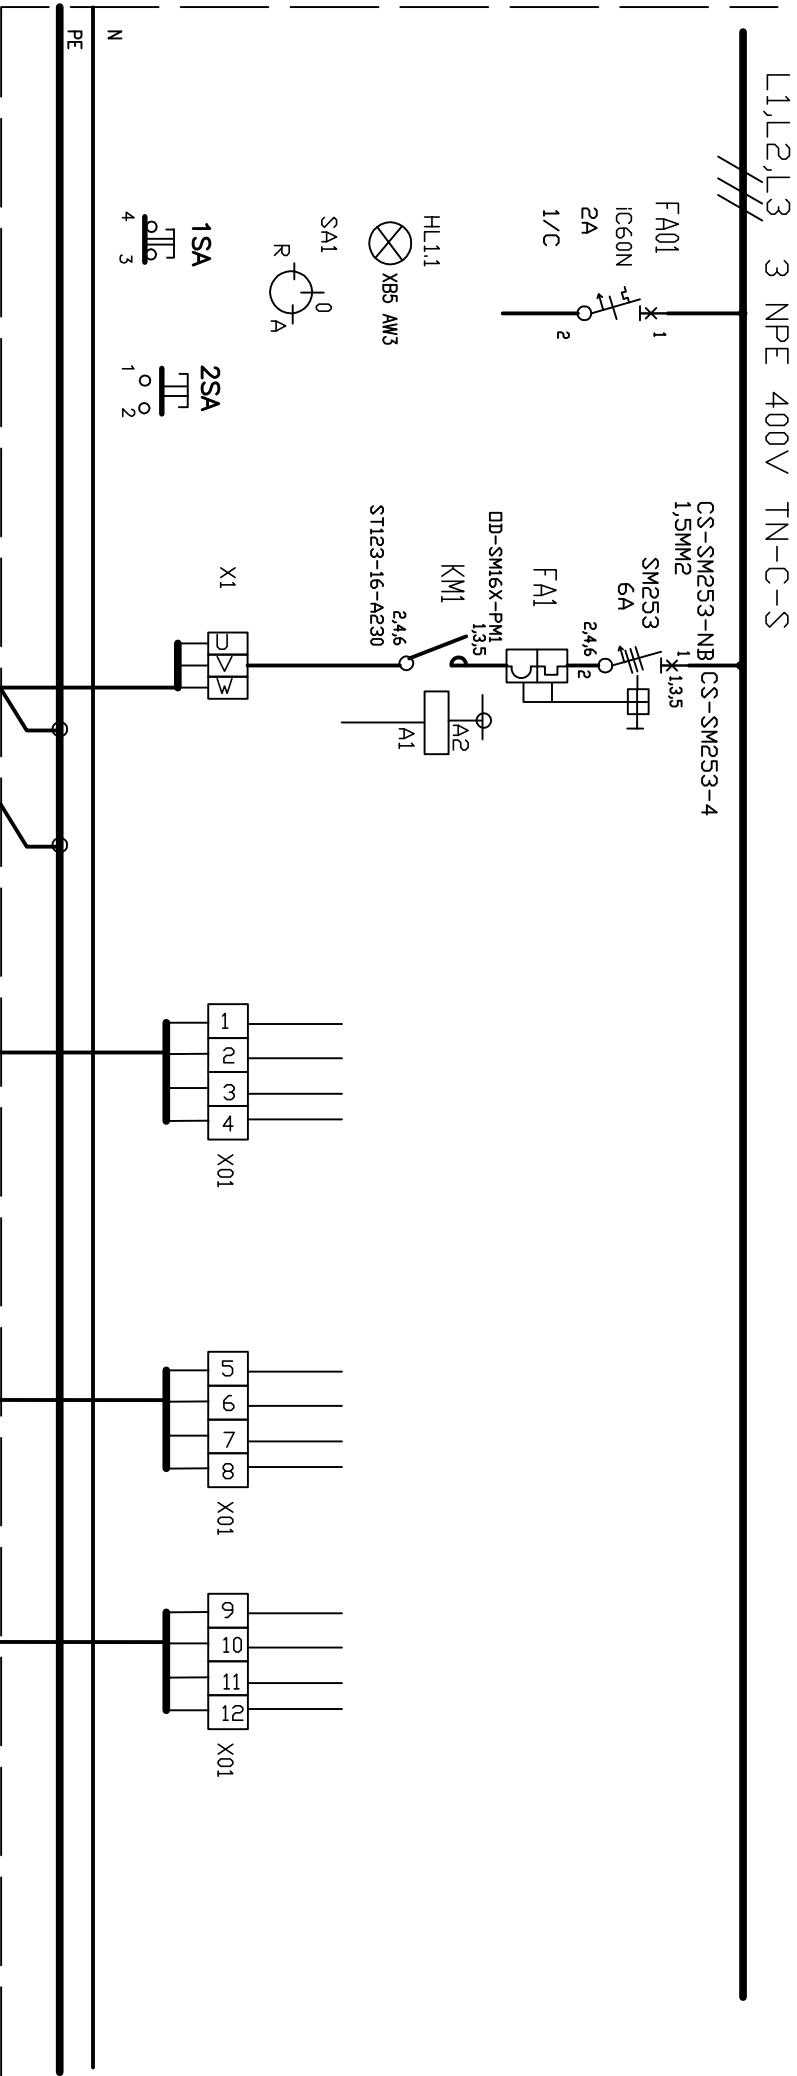 L1,L2,L3 3 NPE 400V TN-C-S
FA01
iC60N
2A
1/C
1
2
CS-SM253-NB CS-SM253-4
1,5MM2
SM253
6A
1
1,3,5
2,4,6
2
FA1
OD-SM16X-PM1
1,3,5
KM1
2,4,6
ST123-16-A230
A2
A1
HL1.1
XB5 AW3
SA1
R
0
A
1SA
4
3
2SA
1
2
X1
U
V
W
1
2
3
4
X01
5
6
7
8
X01
9
10
11
12
X01
N
PE